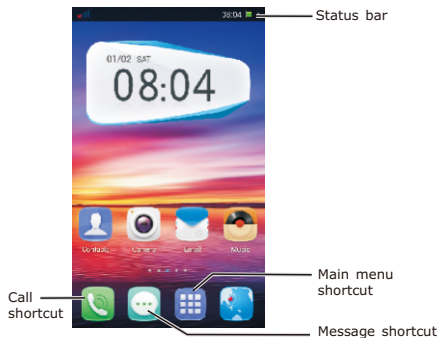 38:04
Status bar
01/02 SAT
08:04
Contacts
Camera
Email
Music
Main menu
shortcut
Call
shortcut
Message shortcut